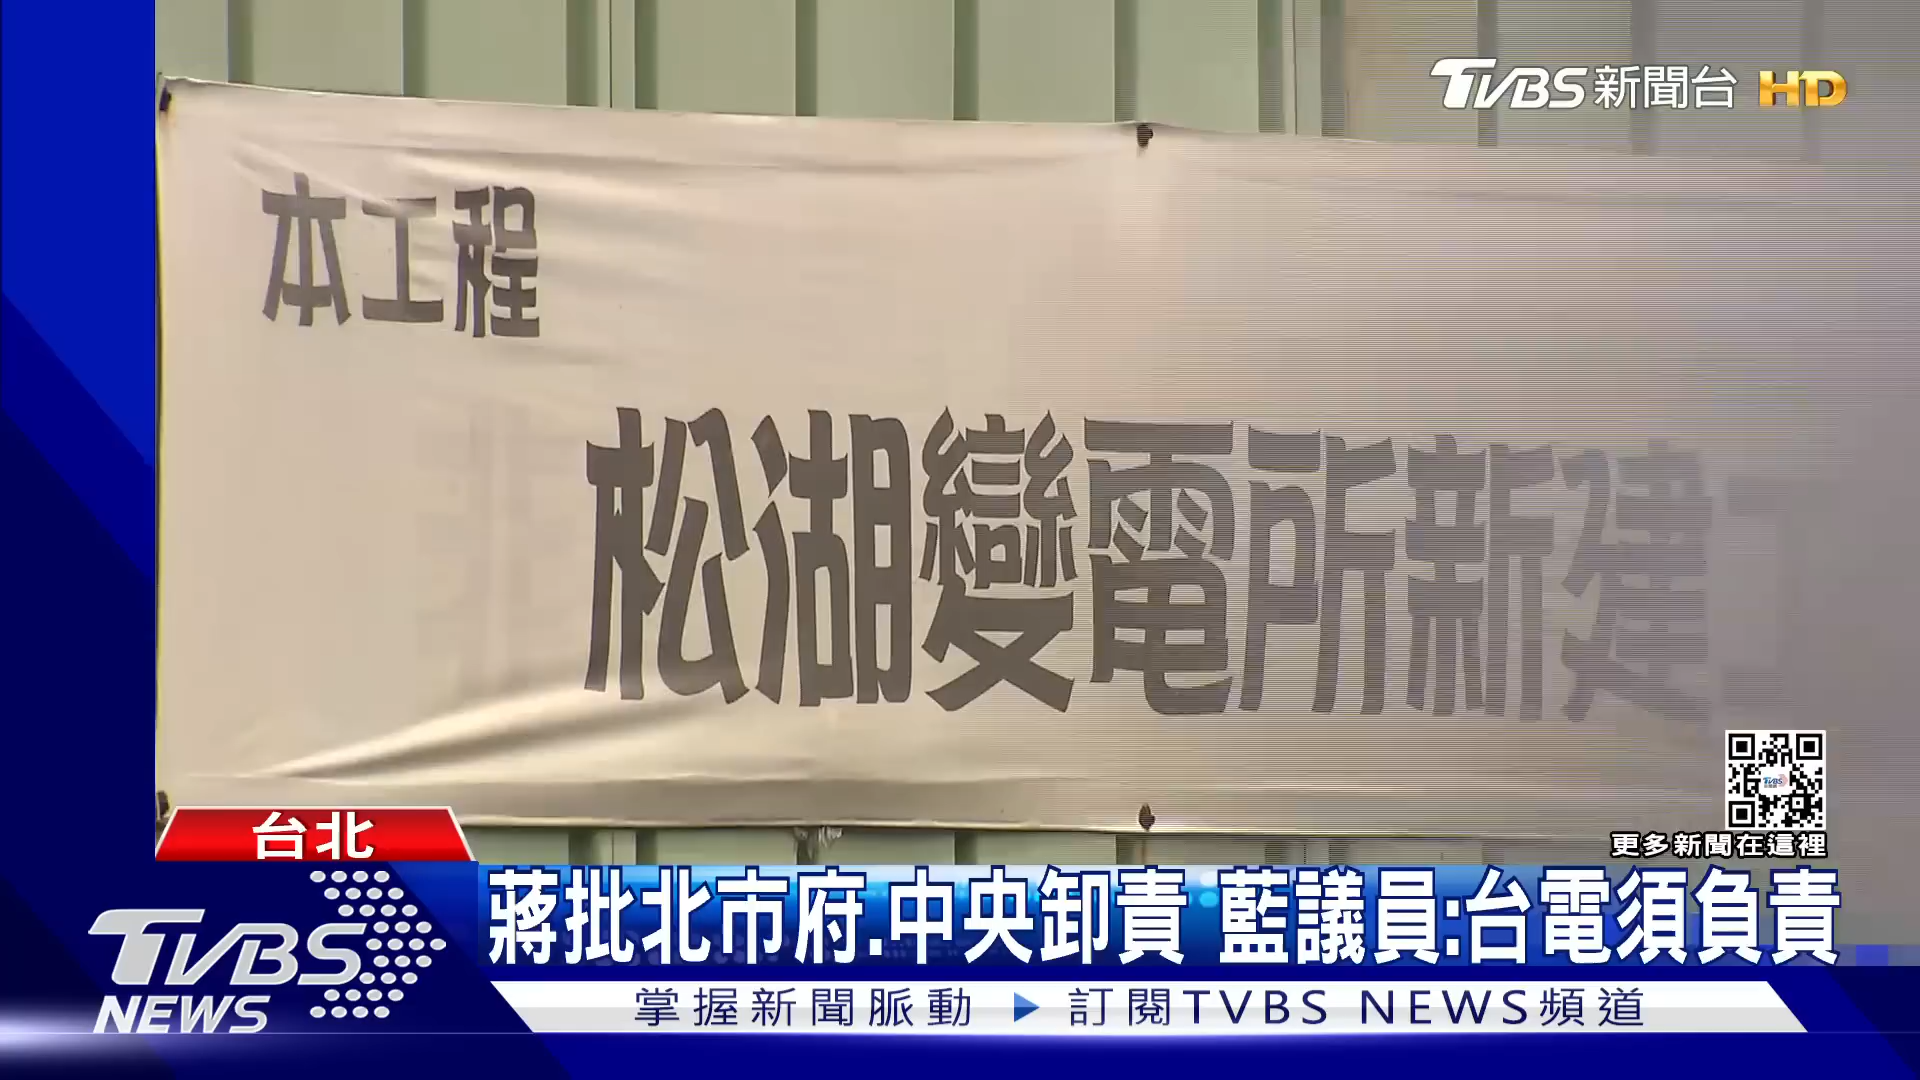 TVBS新聞台 HD
本工程
松湖變電所新建
TVBS
更多新聞在這裡
台北
蔣批北市府.中央卸責 藍議員:台電須負責
TVBS NEWS
掌握新聞脈動 ▶ 訂閱TVBS NEWS頻道